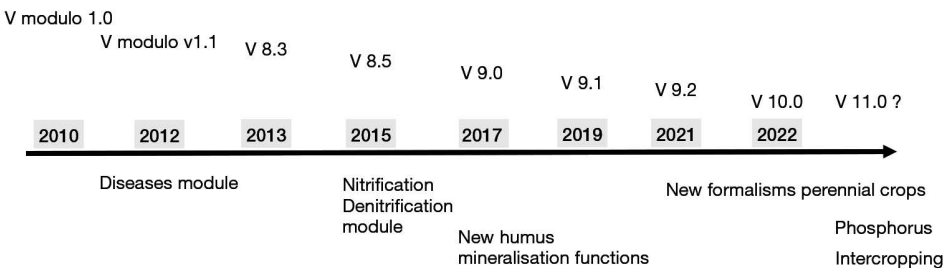 V modulo 1.0
V modulo v1.1
V 8.3
V 8.5
V 9.0
V 9.1
V 9.2
V 10.0
V 11.0 ?
2010
2012
2013
2015
2017
2019
2021
2022
Diseases module
Nitrification
Denitrification
module
New humus
mineralisation functions
New formalisms perennial crops
Phosphorus
Intercropping